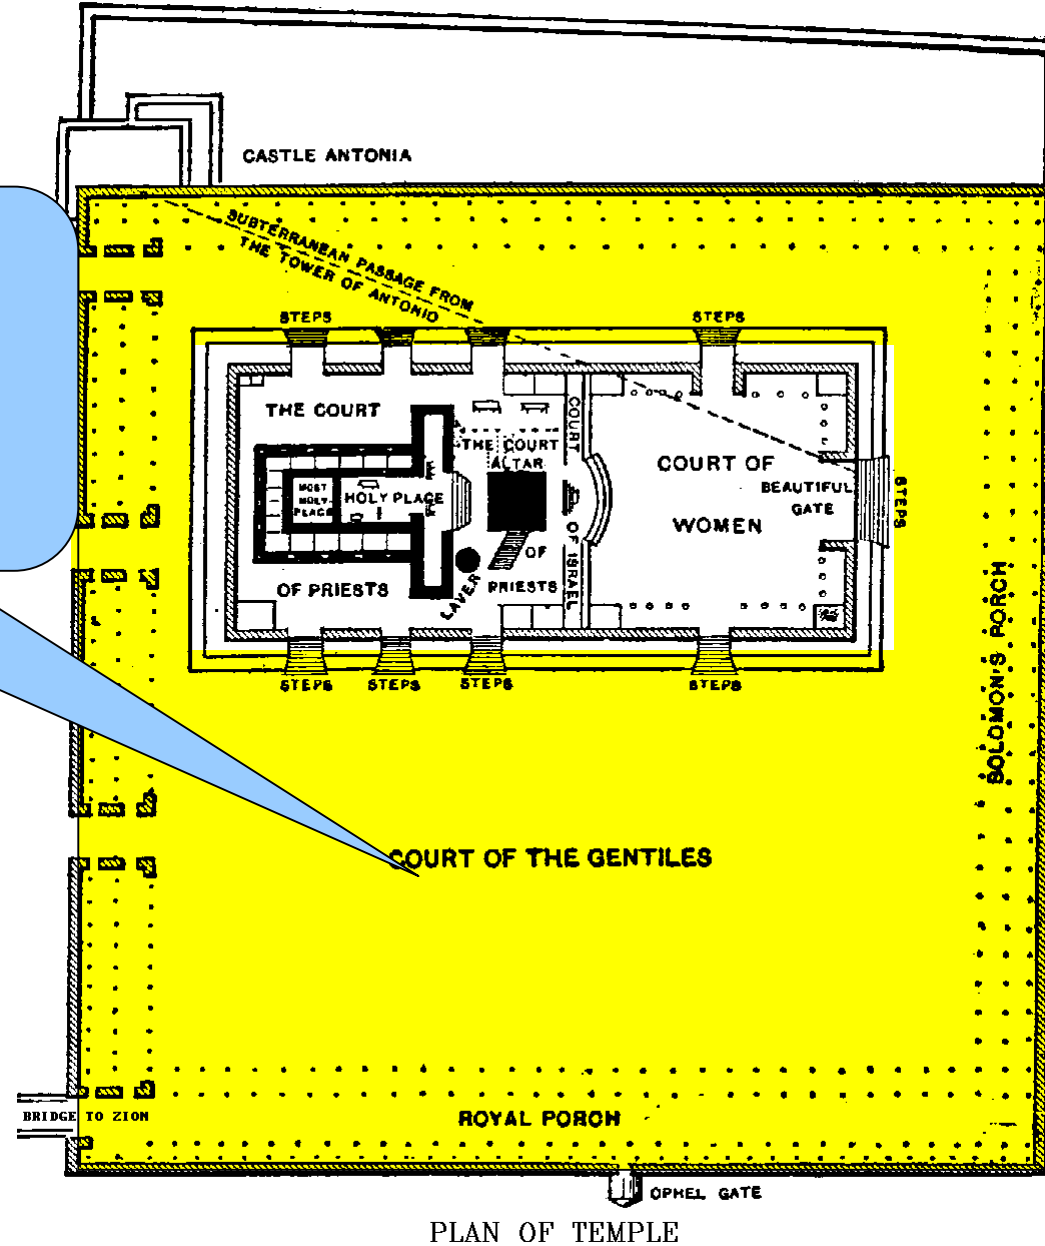 CASTLE ANTONIA
SUBTERRANEAN PASSAGE FROM
THE TOWER OF ANTONIO
STEPS
STEPS
THE COURT
COURT
THE COURT
ALTAR
COURT OF
MOST
HOLY
PLACE
HOLY PLACE
BEAUTIFUL
GATE
STEPS
WOMEN
OF ISRAEL
OF
PRIESTS
LAVER
OF PRIESTS
STEPS
STEPS
STEPS
STEPS
SOLOMON'S PORCH
COURT OF THE GENTILES
BRIDGE TO ZION
ROYAL PORCH
OPHEL GATE
PLAN OF TEMPLE